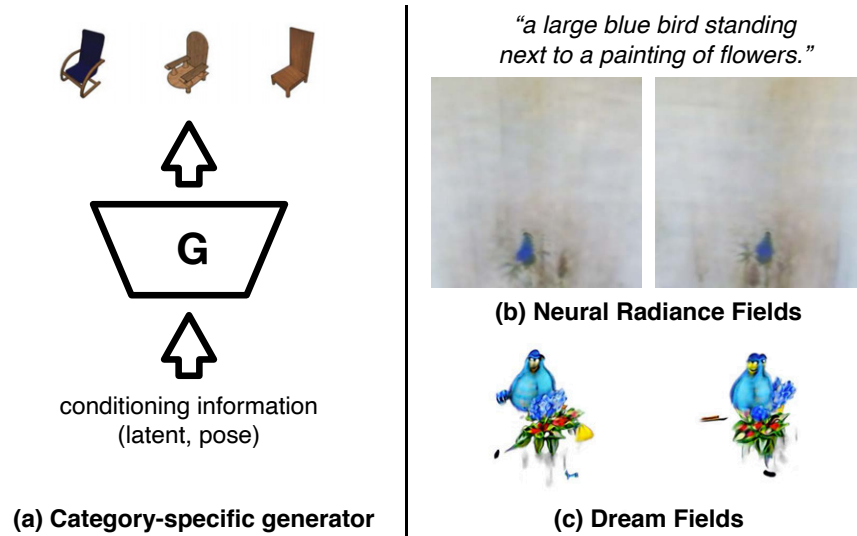 G
conditioning information
(latent, pose)
(a) Category-specific generator
“a large blue bird standing
next to a painting of flowers.”
(b) Neural Radiance Fields
(c) Dream Fields